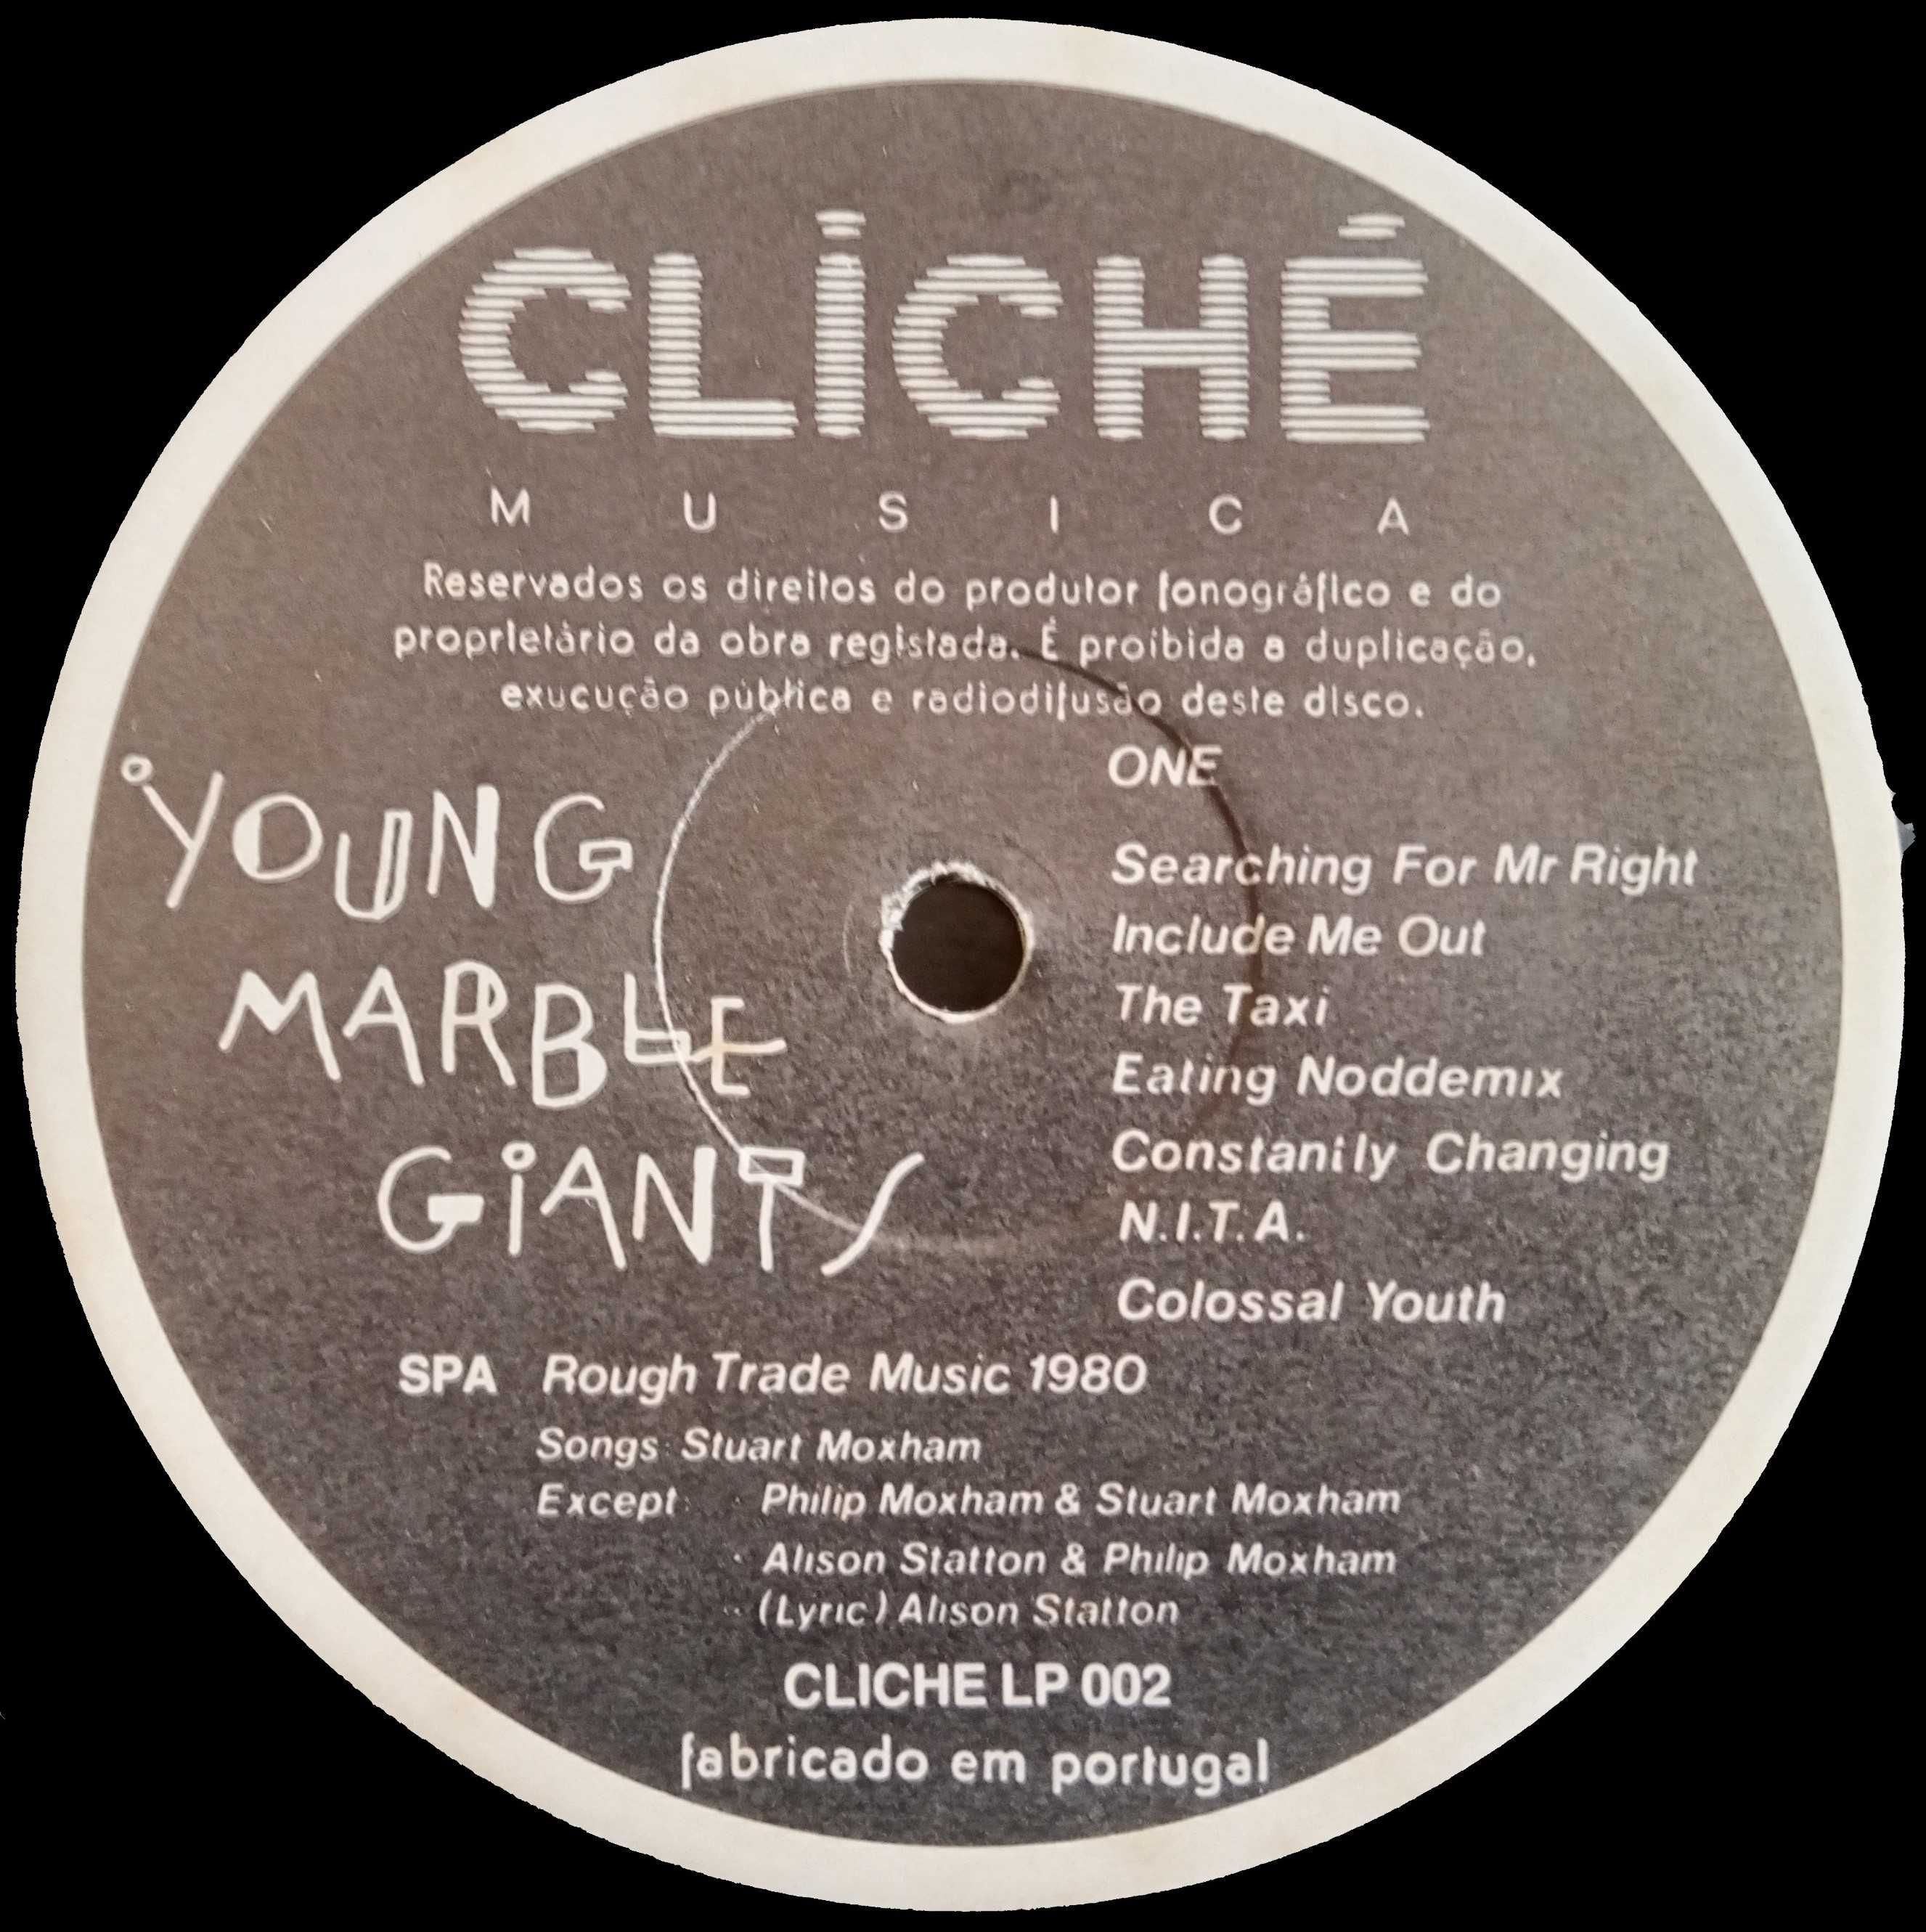 CLİCHÉ
MUSICA
Reservados os direitos do produtor fonográfico e do
proprietário da obra registada. É proibida a duplicação,
exucução pública e radiodifusão deste disco.
YOUNG
MARBLE
GiANTS
ONE
Searching For Mr Right
Include Me Out
The Taxi
Eating Noddemix
Constantly Changing
N.I.T.A.
Colossal Youth
SPA Rough Trade Music 1980
Songs: Stuart Moxham
Except: · Philip Moxham & Stuart Moxham
· Alison Statton & Philip Moxham
·· (Lyric) Alison Statton
CLICHE LP 002
fabricado em portugal